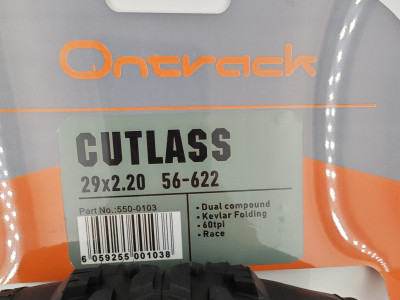 Ontrack
CUTLASS
29x2.20 56-622
Part No.:550-0103
• Dual compound
• Kevlar Folding
• 60tpi
• Race
6 059255 001038